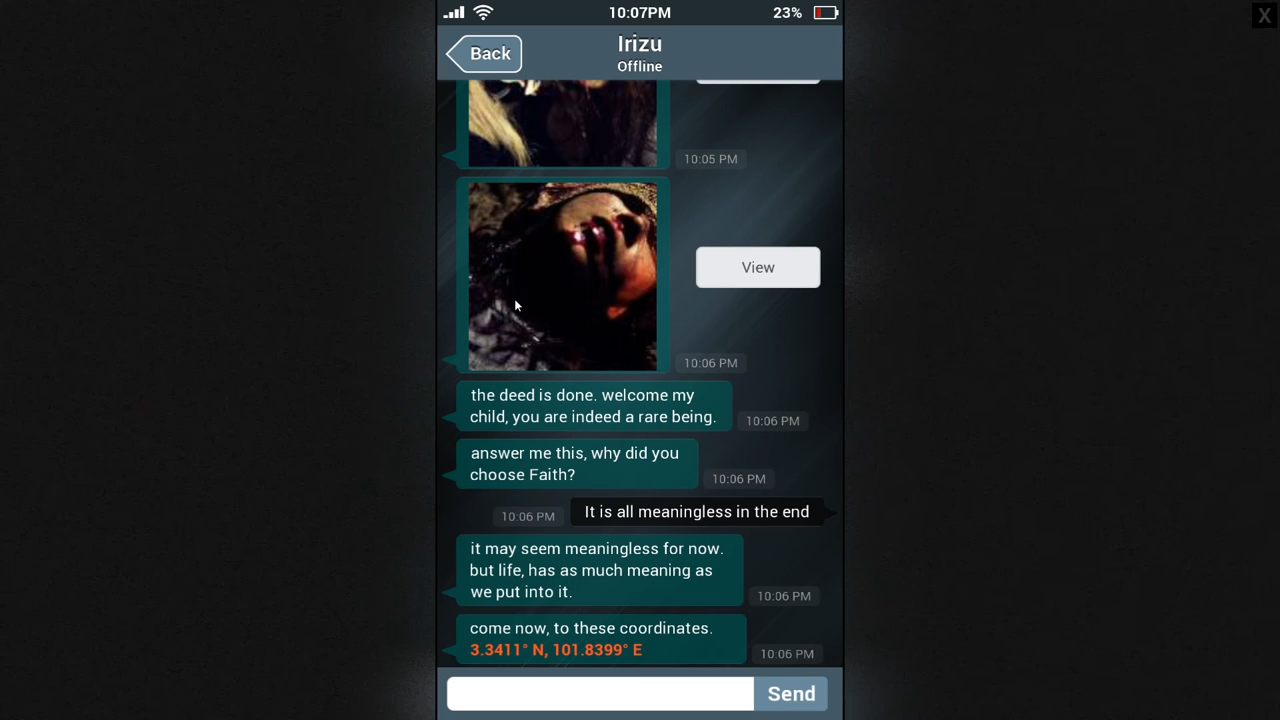 10:07PM
23%
X
Back
Irizu
Offline
10:05 PM
View
10:06 PM
the deed is done. welcome my
child, you are indeed a rare being.
10:06 PM
answer me this, why did you
choose Faith?
10:06 PM
It is all meaningless in the end
10:06 PM
it may seem meaningless for now.
but life, has as much meaning as
we put into it.
10:06 PM
come now, to these coordinates.
3.3411° N, 101.8399° E
10:06 PM
Send